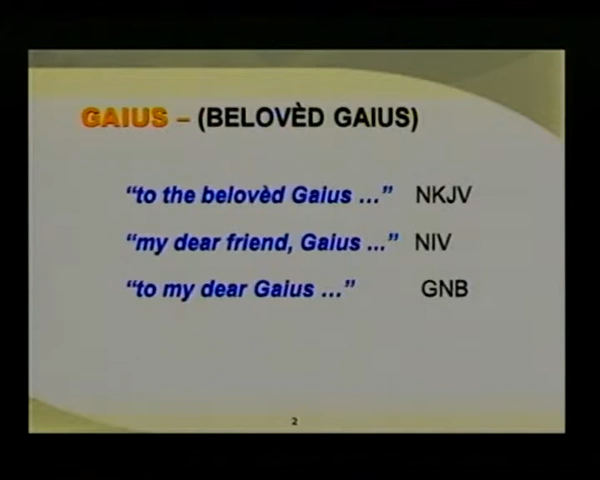 GAIUS – (BELOVÈD GAIUS)
“to the belovèd Gaius ...” NKJV
“my dear friend, Gaius ...” NIV
“to my dear Gaius ...” GNB
2